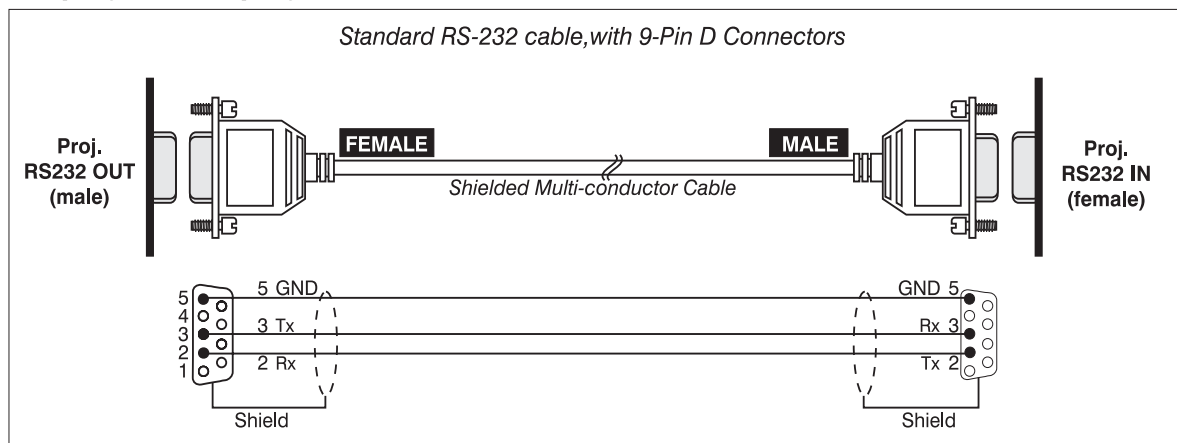 Standard RS-232 cable,with 9-Pin D Connectors
Proj.
RS232 OUT
(male)
FEMALE
MALE
Shielded Multi-conductor Cable
Proj.
RS232 IN
(female)
5
4
3
2
1
5 GND
3 Tx
2 Rx
Shield
GND 5
Rx 3
Tx 2
Shield